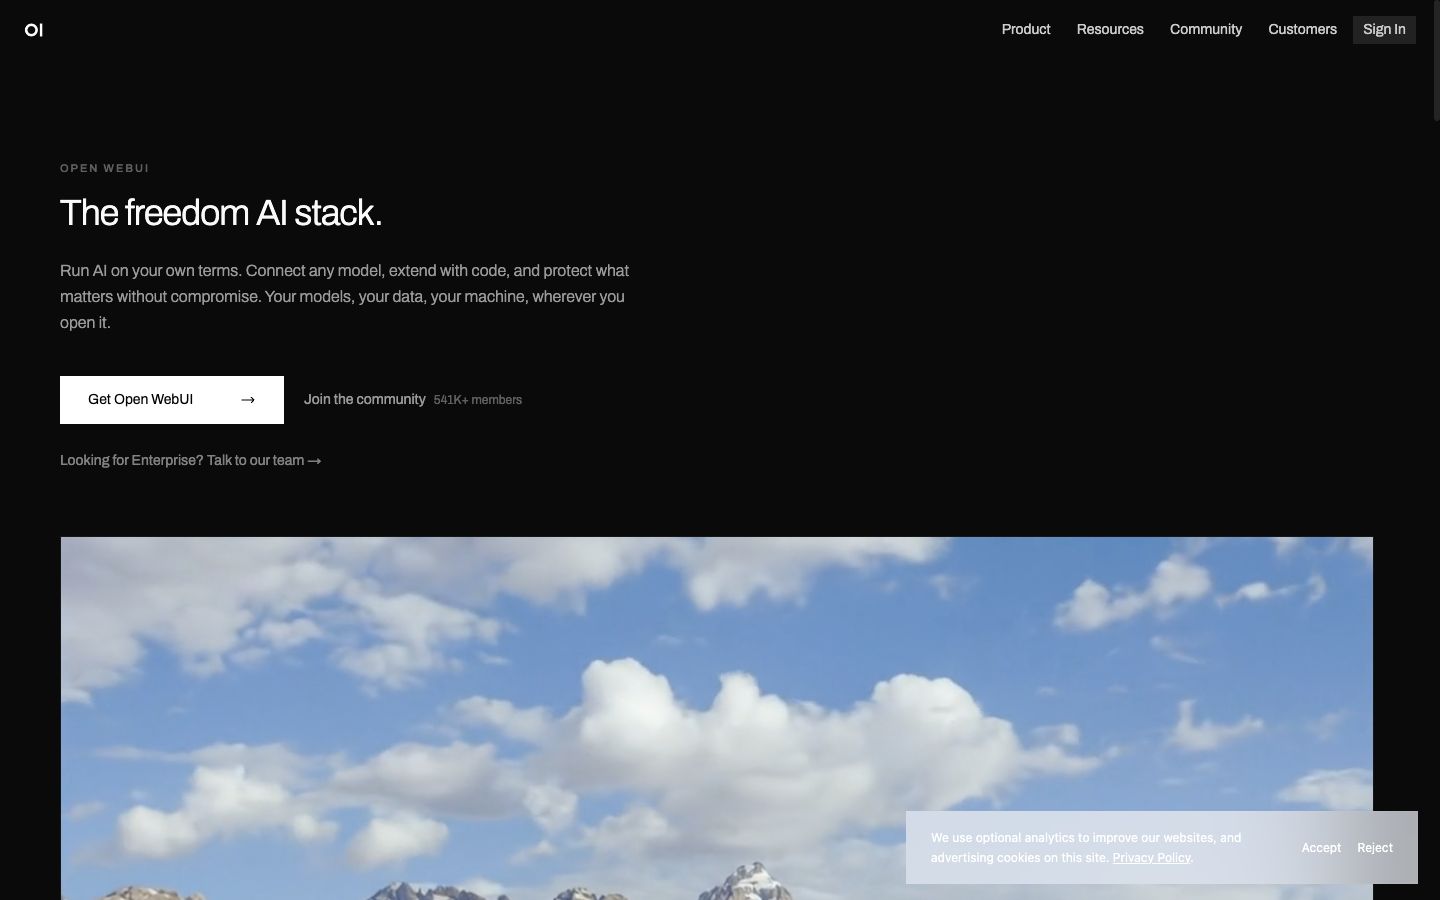 OI
Product Resources Community Customers Sign In
OPEN WEBUI
The freedom AI stack.
Run AI on your own terms. Connect any model, extend with code, and protect what
matters without compromise. Your models, your data, your machine, wherever you
open it.
Get Open WebUI →
Join the community 541K+ members
Looking for Enterprise? Talk to our team →
We use optional analytics to improve our websites, and
advertising cookies on this site. Privacy Policy.
Accept Reject